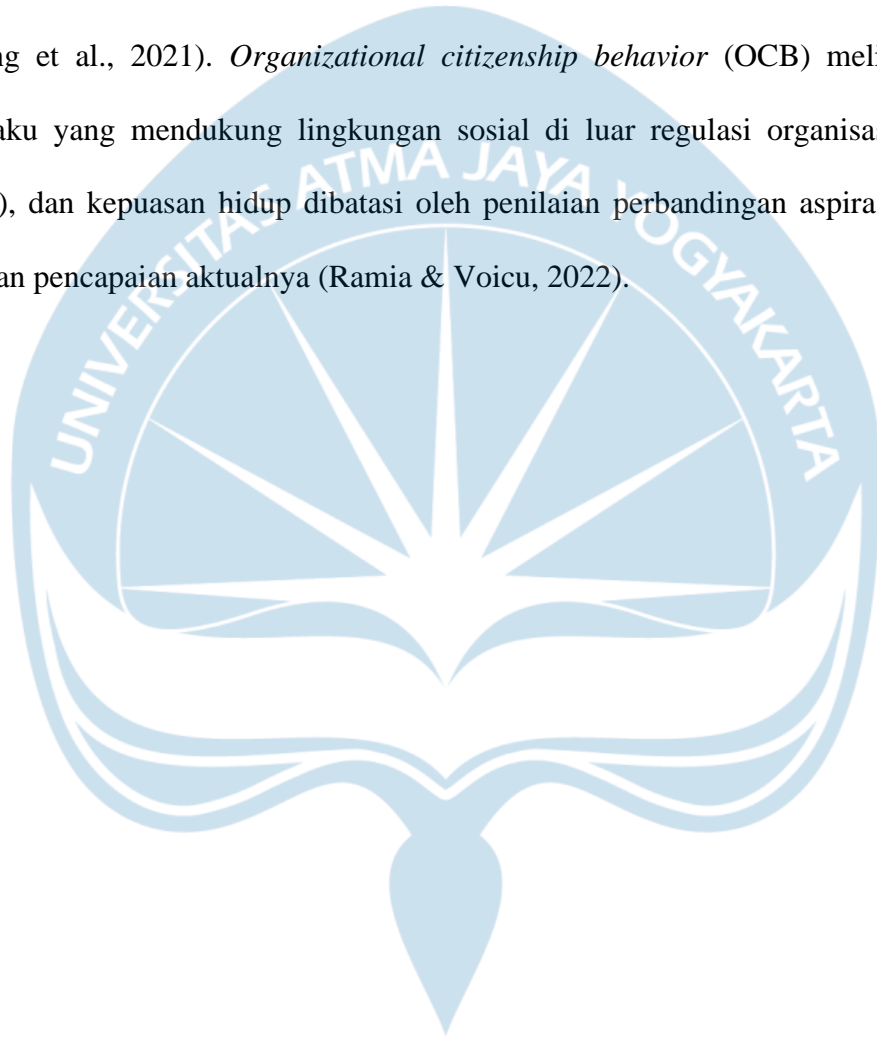 ng et al., 2021). Organizational citizenship behavior (OCB) meli
aku yang mendukung lingkungan sosial di luar regulasi organisa
), dan kepuasan hidup dibatasi oleh penilaian perbandingan aspira
an pencapaian aktualnya (Ramia & Voicu, 2022).
UNIVERSITAS ATMA JAYA YOGYAKARTA